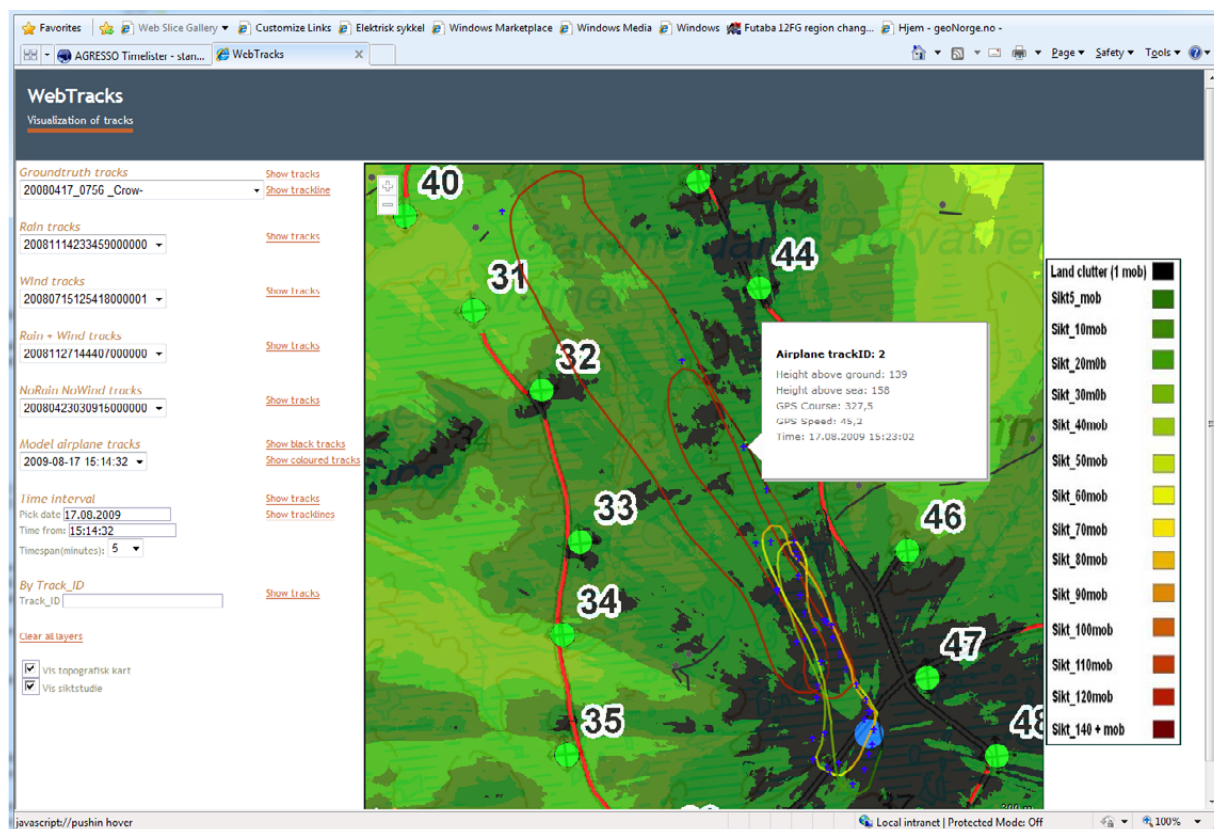 Favorites Web Slice Gallery Customize Links Elektrisk sykkel Windows Marketplace Windows Media Windows Futaba 12FG region chang... Hjem - geoNorge.no -
AGRESSO Timelister - stan... WebTracks X Page Safety Tools
WebTracks
Visualization of tracks
Groundtruth tracks Show tracks
20080417_0756 _Crow- Show trackline
Rain tracks
20081114233459000000 Show tracks
Wind tracks
20080715125418000001 Show tracks
Rain + Wind tracks
20081127144407000000 Show tracks
NoRain NoWind tracks
20080423030915000000 Show tracks
Model airplane tracks Show black tracks
2009-08-17 15:14:32 Show coloured tracks
Time interval Show tracks
Pick date 17.08.2009 Show tracklines
Time from: 15:14:32
Timespan(minutes): 5
By Track_ID Show tracks
Track_ID
Clear all layers
Vis topografisk kart
Vis siktstudie
40
31
44
32
33
46
34
47
35
48
Airplane trackID: 2
Height above ground: 139
Height above sea: 158
GPS Course: 327,5
GPS Speed: 45,2
Time: 17.08.2009 15:23:02
Land clutter (1 mob)
Sikt5_mob
Sikt_10mob
Sikt_20m0b
Sikt_30m0b
Sikt_40mob
Sikt_50mob
Sikt_60mob
Sikt_70mob
Sikt_80mob
Sikt_90mob
Sikt_100mob
Sikt_110mob
Sikt_120mob
Sikt_140 + mob
javascript://pushin hover Local intranet | Protected Mode: Off 100%